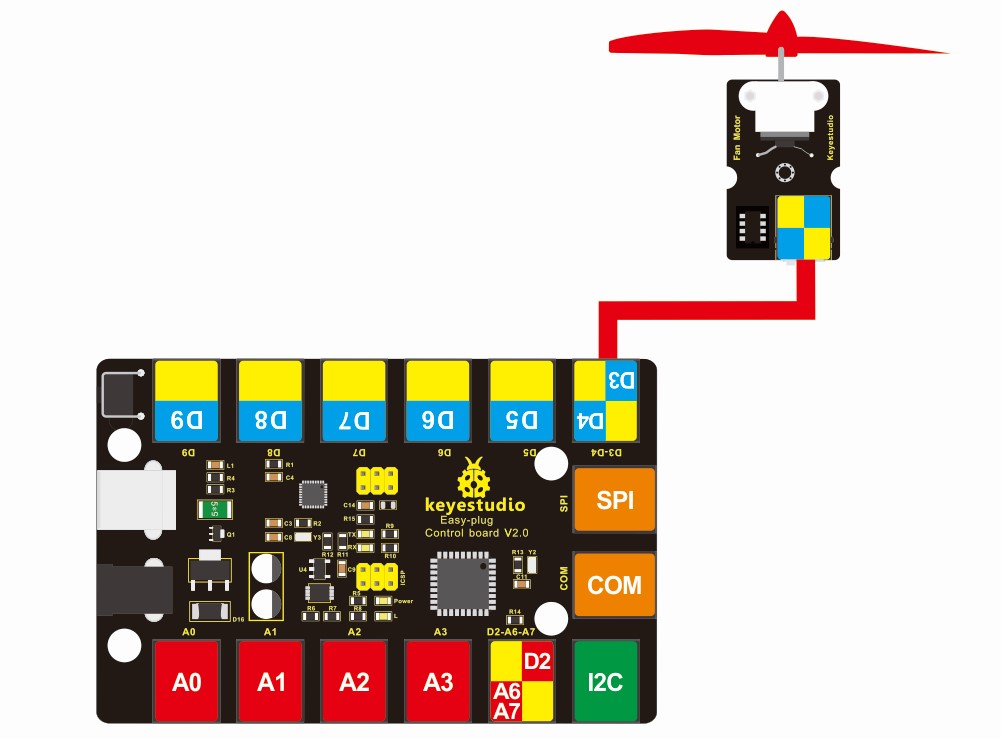 Fan Motor
Keyestudio
D9
D8
D7
D6
D5
D3
D4
D9
D8
D7
D6
D5
D3-D4
L1
R4
R3
5*5
Q1
R1
C4
C3
R2
C8
Y3
R12
R11
U4
C9
D16
C14
R15
TX
RX
R9
R10
ICSP
R5
Power
R6
R7
R8
L
keyestudio
Easy-plug
Control board V2.0
R13
Y2
C11
R14
SPI
SPI
COM
COM
A0
A1
A2
A3
D2-A6-A7
A0
A1
A2
A3
D2
A6
A7
I2C